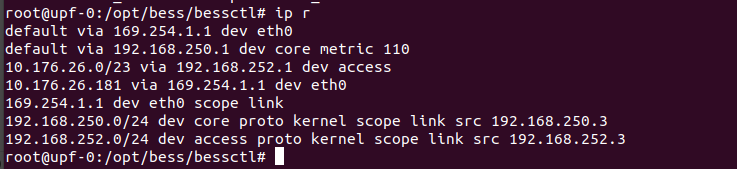 root@upf-0:/opt/bess/bessctl# ip r
default via 169.254.1.1 dev eth0
default via 192.168.250.1 dev core metric 110
10.176.26.0/23 via 192.168.252.1 dev access
10.176.26.181 via 169.254.1.1 dev eth0
169.254.1.1 dev eth0 scope link
192.168.250.0/24 dev core proto kernel scope link src 192.168.250.3
192.168.252.0/24 dev access proto kernel scope link src 192.168.252.3
root@upf-0:/opt/bess/bessctl#